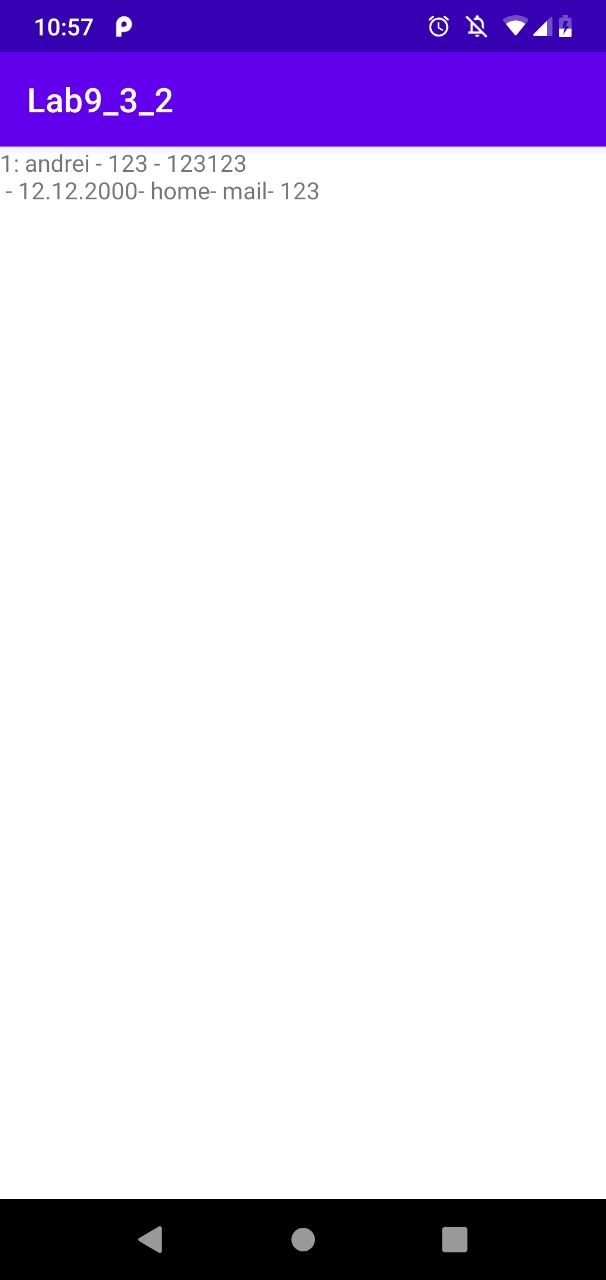 10:57
Lab9_3_2
1: andrei - 123 - 123123
- 12.12.2000- home- mail- 123